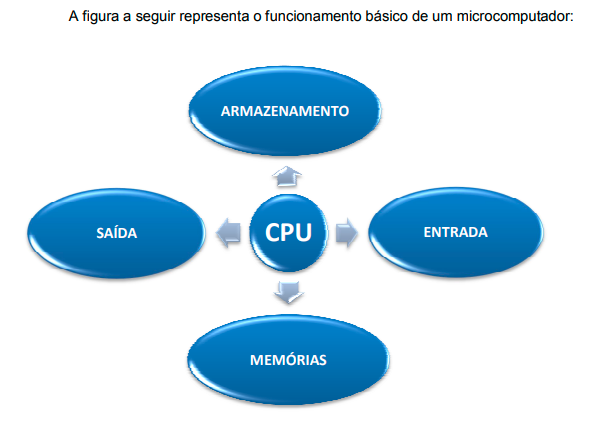 A figura a seguir representa o funcionamento básico de um microcomputador:
ARMAZENAMENTO
SAÍDA
CPU
ENTRADA
MEMÓRIAS